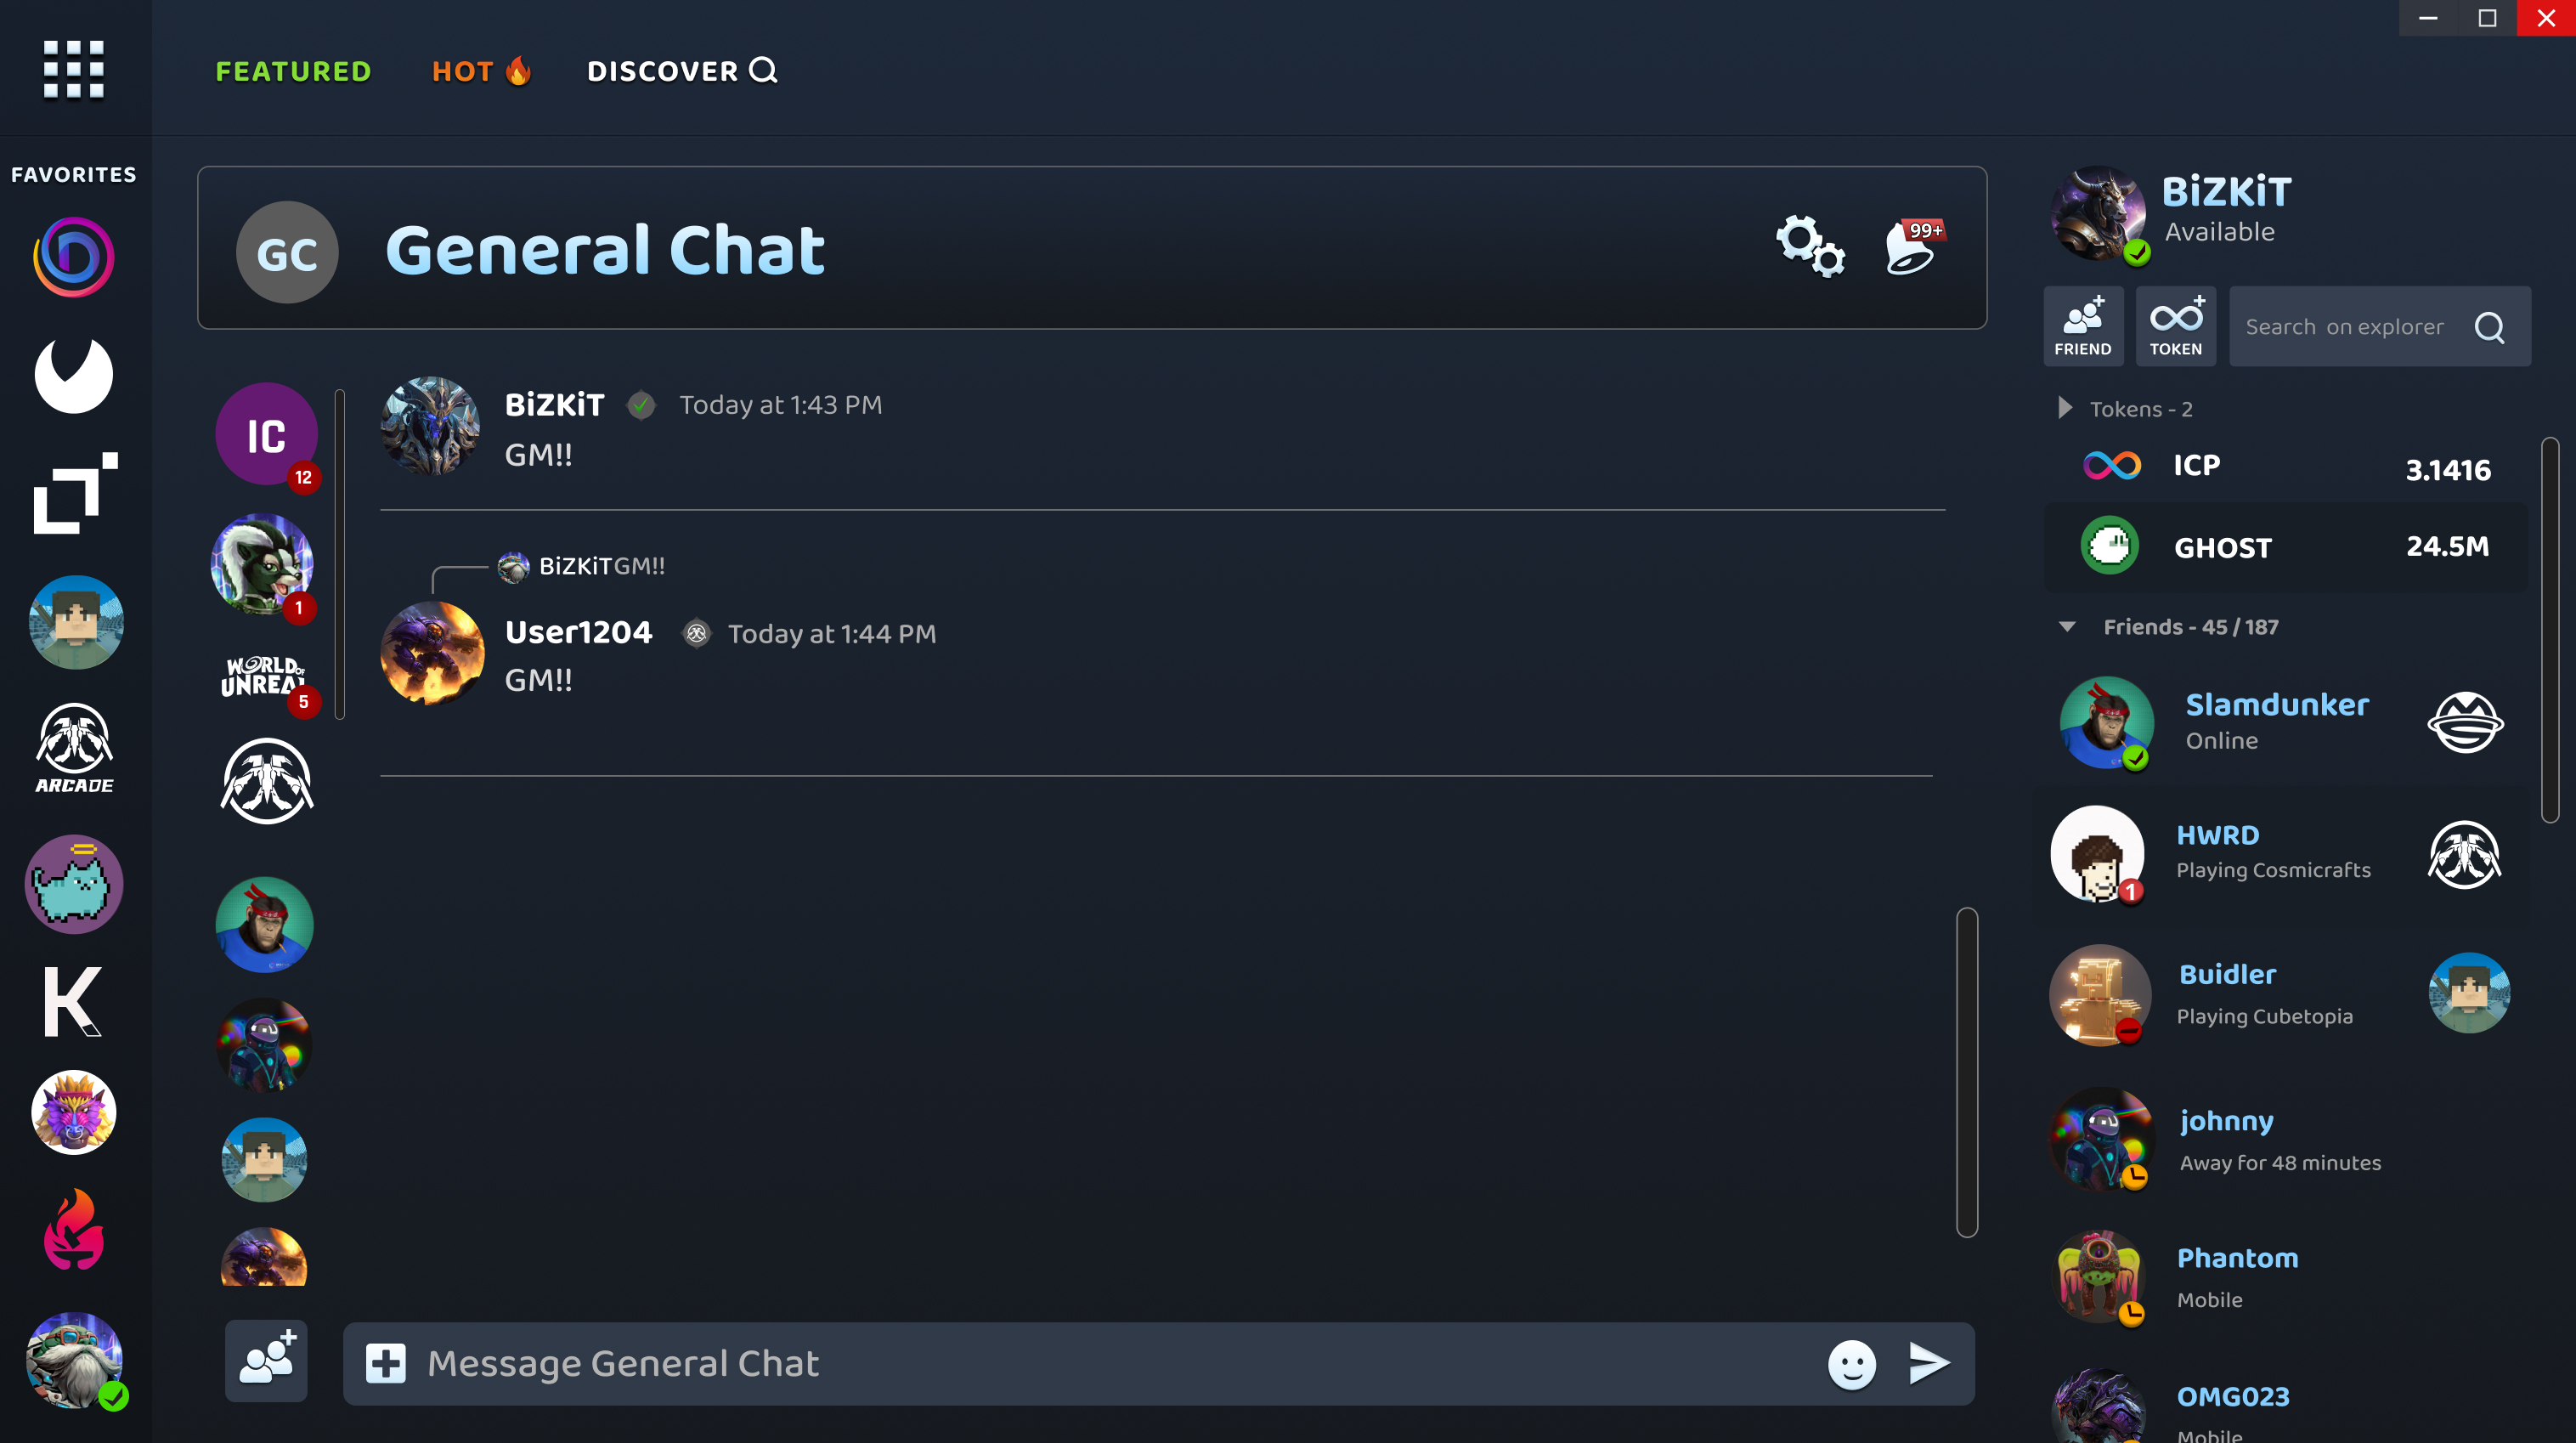 FEATURED
HOT
DISCOVER
FAVORITES
ARCADE
GC
General Chat
99+
IC
12
1
WORLD OF
UNREAL
5
BiZKiT
Today at 1:43 PM
GM!!
BiZKiTGM!!
User1204
Today at 1:44 PM
GM!!
Message General Chat
BiZKiT
Available
FRIEND
TOKEN
Search on explorer
Tokens - 2
ICP
3.1416
GHOST
24.5M
Friends - 45 / 187
Slamdunker
Online
HWRD
Playing Cosmicrafts
1
Buidler
Playing Cubetopia
johnny
Away for 48 minutes
Phantom
Mobile
OMG023
Mobile